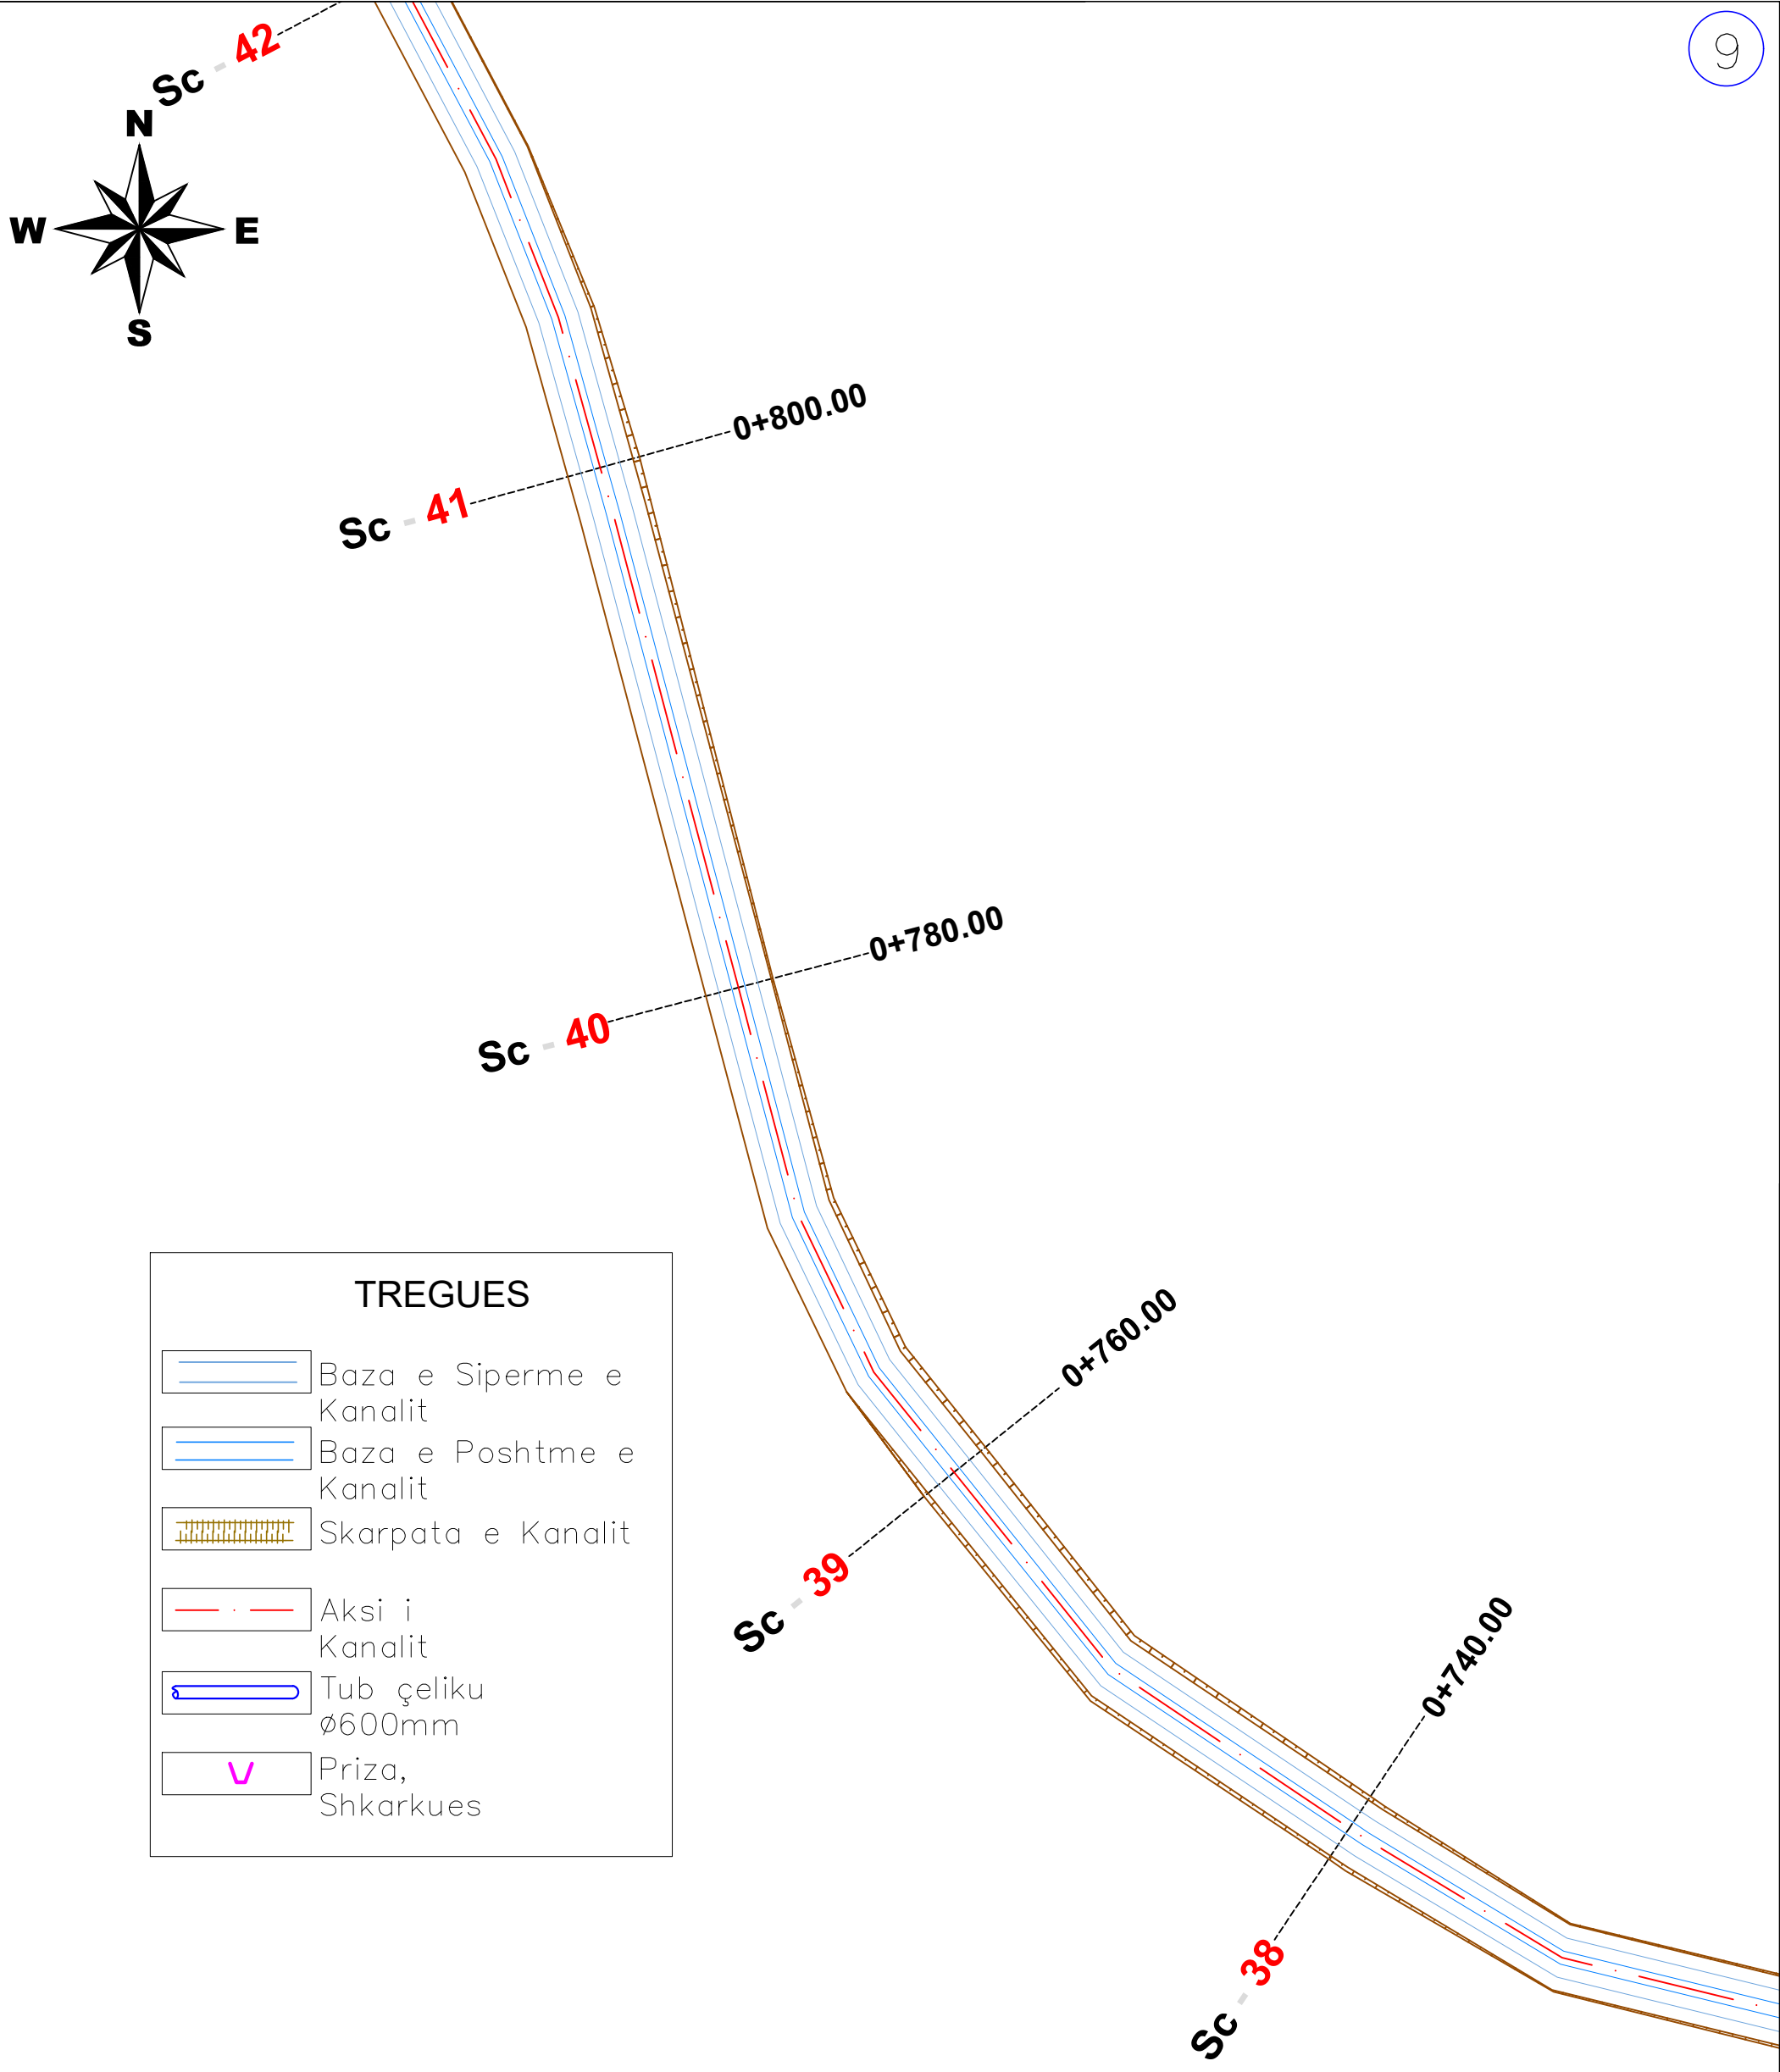 Sc - 42
9
N
W E
S
0+800.00
Sc - 41
0+780.00
Sc - 40
TREGUES
Baza e Siperme e
Kanalit
Baza e Poshtme e
Kanalit
Skarpata e Kanalit
Aksi i
Kanalit
Tub çeliku
Ø600mm
Priza,
Shkarkues
0+760.00
Sc - 39
0+740.00
Sc - 38